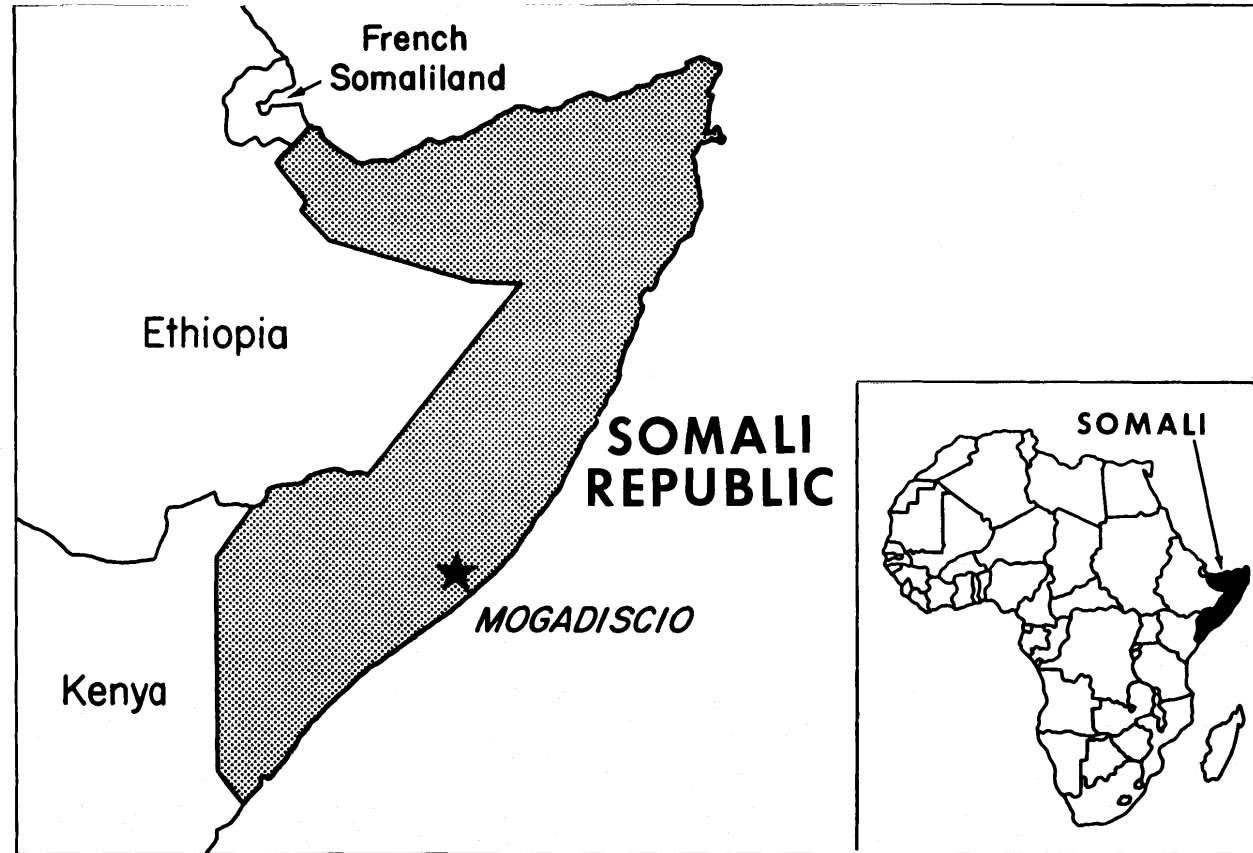 French
Somaliland
Ethiopia
SOMALI
REPUBLIC
MOGADISCIO
Kenya
SOMALI